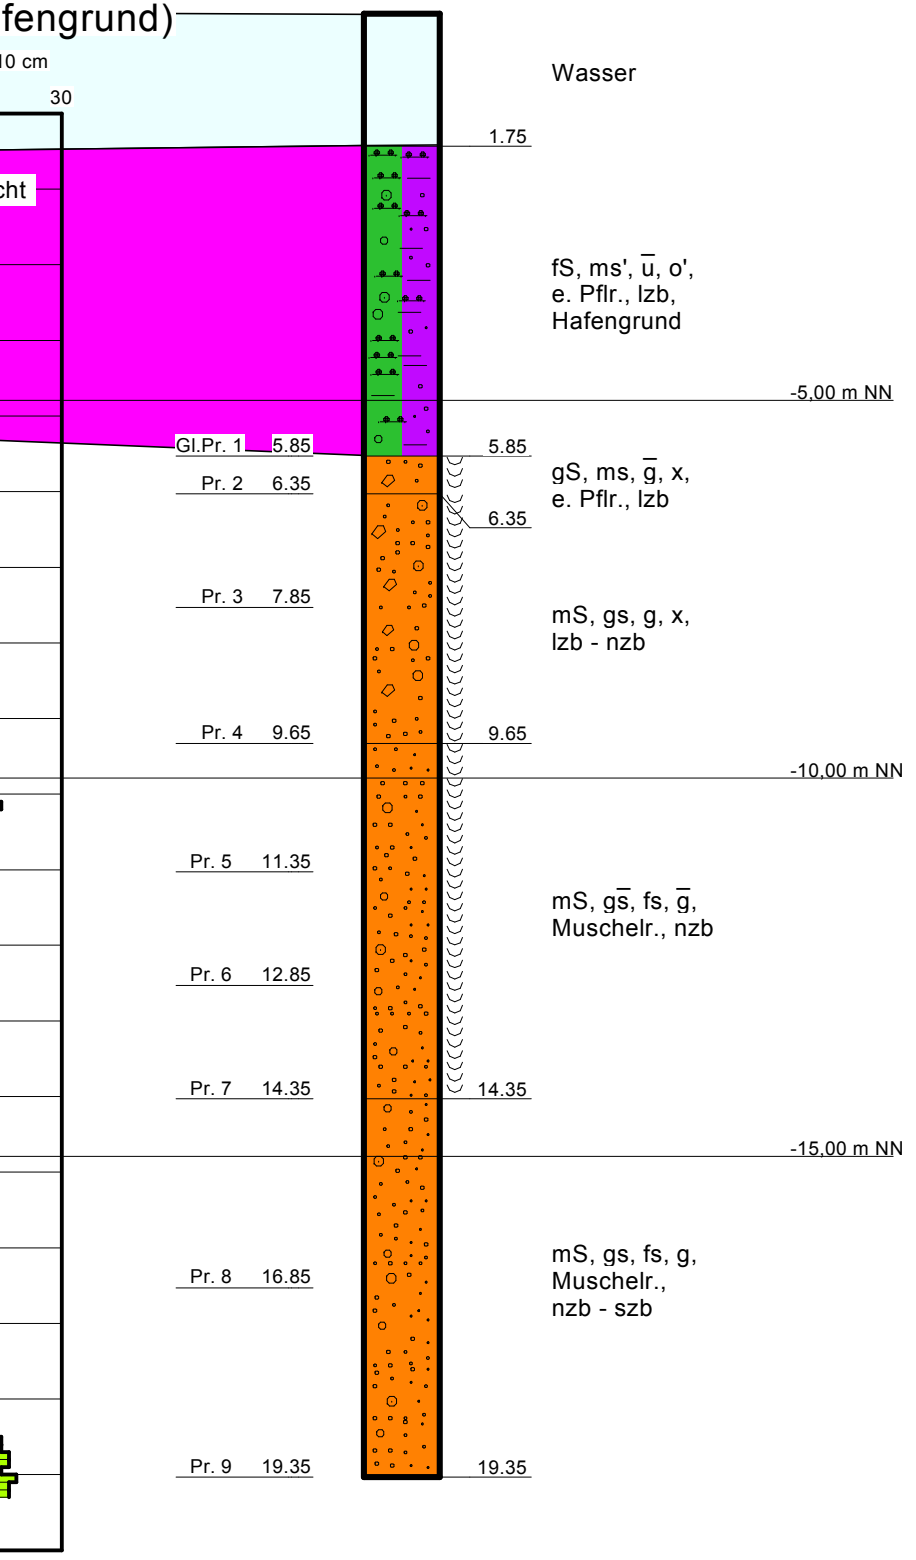 fengrund)
10 cm
30
Wasser
1.75
cht
fS, ms', u̅, o',
e. Pflr., lzb,
Hafengrund
-5,00 m NN
Gl.Pr. 1 5.85
5.85
gS, ms, g̅, x,
e. Pflr., lzb
Pr. 2 6.35
6.35
Pr. 3 7.85
mS, gs, g, x,
lzb - nzb
Pr. 4 9.65
9.65
-10,00 m NN
Pr. 5 11.35
mS, gs̅, fs, g̅,
Muschelr., nzb
Pr. 6 12.85
Pr. 7 14.35
14.35
-15,00 m NN
mS, gs, fs, g,
Muschelr.,
nzb - szb
Pr. 8 16.85
Pr. 9 19.35
19.35